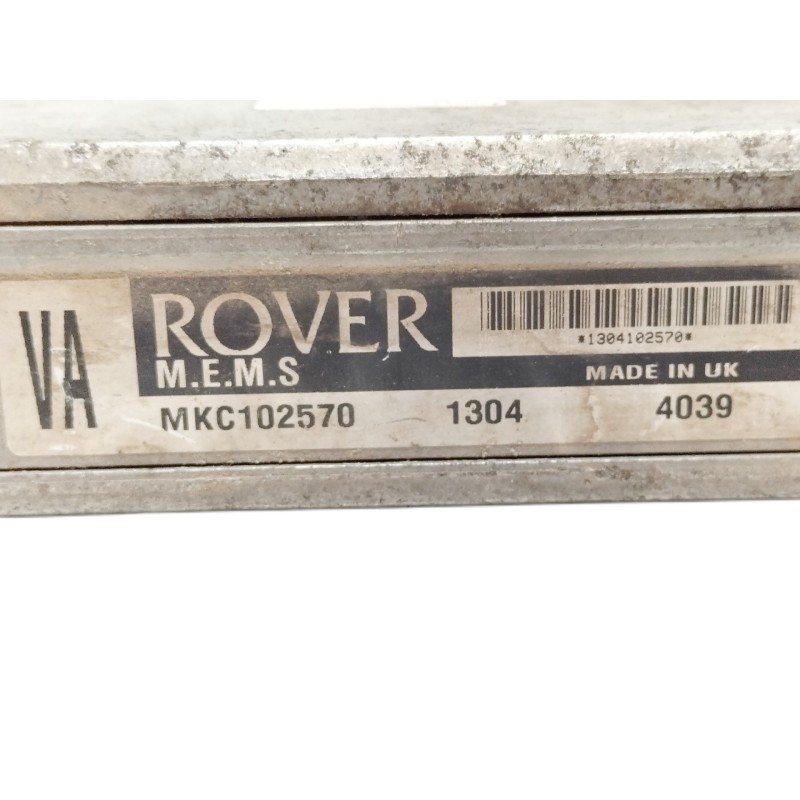 VA
ROVER
*1304102570*
M.E.M.S
MADE IN UK
MKC102570 1304 4039